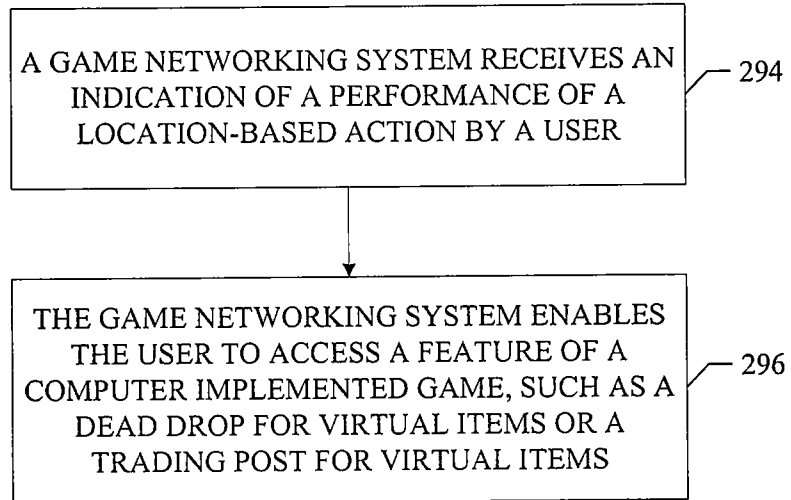 A GAME NETWORKING SYSTEM RECEIVES AN
INDICATION OF A PERFORMANCE OF A
LOCATION-BASED ACTION BY A USER
294
THE GAME NETWORKING SYSTEM ENABLES
THE USER TO ACCESS A FEATURE OF A
COMPUTER IMPLEMENTED GAME, SUCH AS A
DEAD DROP FOR VIRTUAL ITEMS OR A
TRADING POST FOR VIRTUAL ITEMS
296